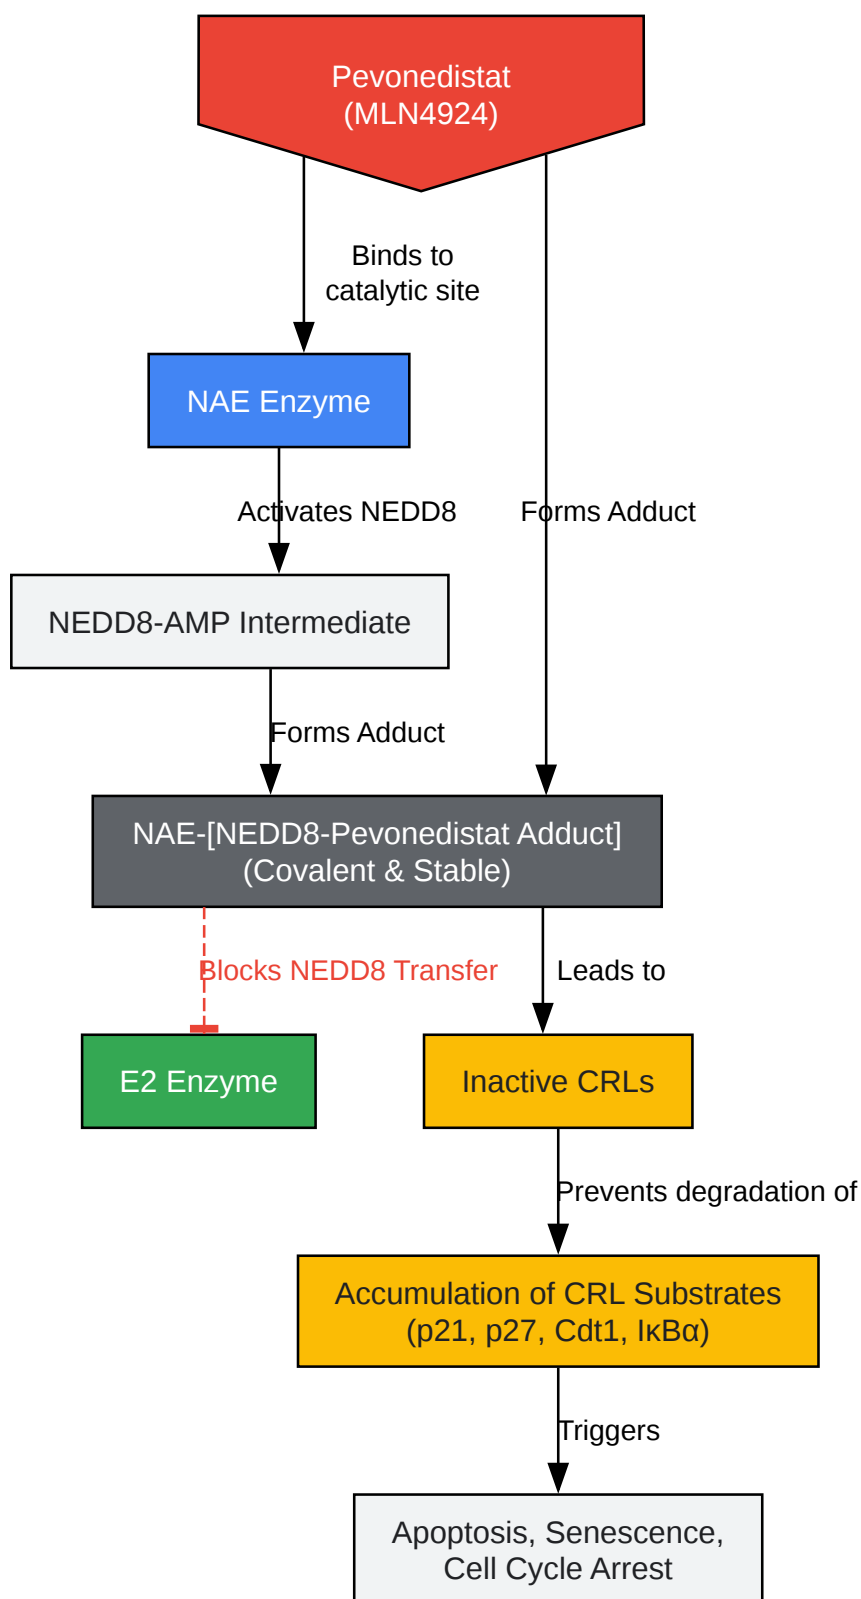 Pevonedistat
(MLN4924)
Binds to
catalytic site
NAE Enzyme
Activates NEDD8
Forms Adduct
NEDD8-AMP Intermediate
Forms Adduct
NAE-[NEDD8-Pevonedistat Adduct]
(Covalent & Stable)
Blocks NEDD8 Transfer
Leads to
E2 Enzyme
Inactive CRLs
Prevents degradation of
Accumulation of CRL Substrates
(p21, p27, Cdt1, IκBα)
Triggers
Apoptosis, Senescence,
Cell Cycle Arrest